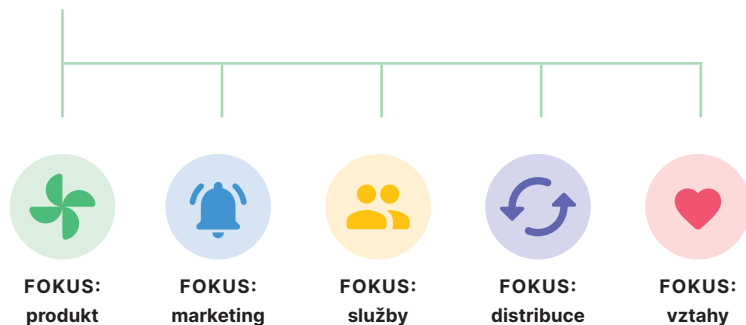 FOKUS:
produkt
FOKUS:
marketing
FOKUS:
služby
FOKUS:
distribuce
FOKUS:
vztahy